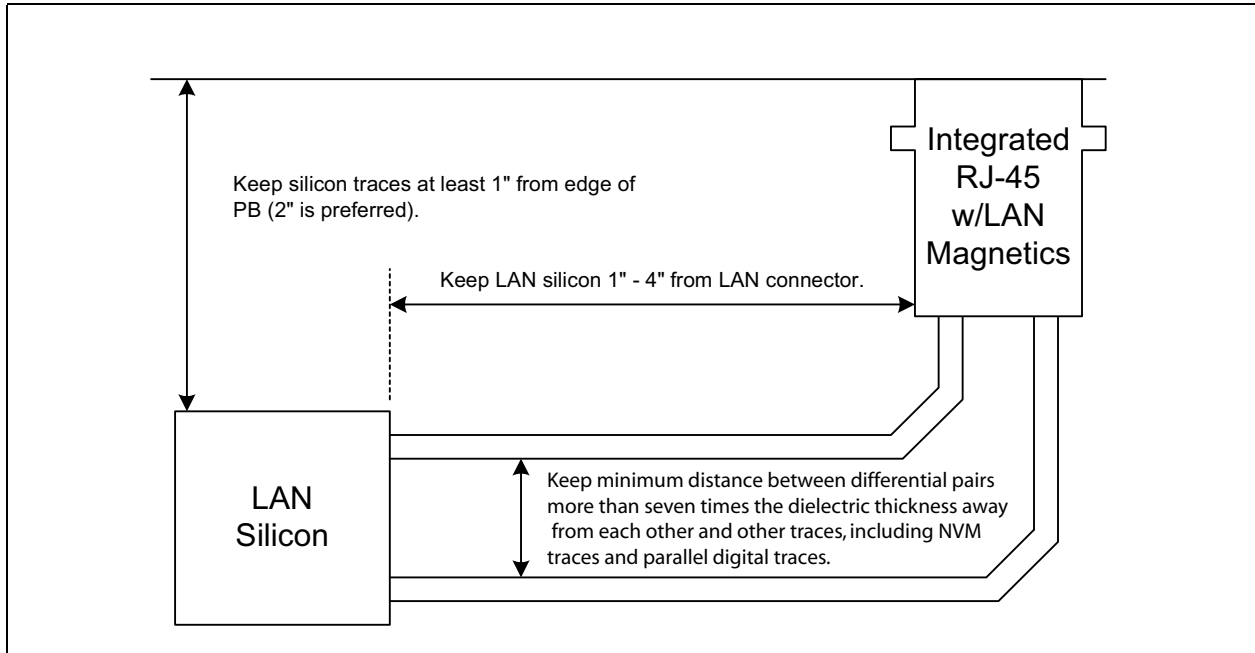 Keep silicon traces at least 1" from edge of
PB (2" is preferred).
Integrated
RJ-45
w/LAN
Magnetics
Keep LAN silicon 1" - 4" from LAN connector.
LAN
Silicon
Keep minimum distance between differential pairs
more than seven times the dielectric thickness away
from each other and other traces, including NVM
traces and parallel digital traces.